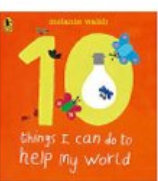 melanie walsh
10
things I can do to
help my world